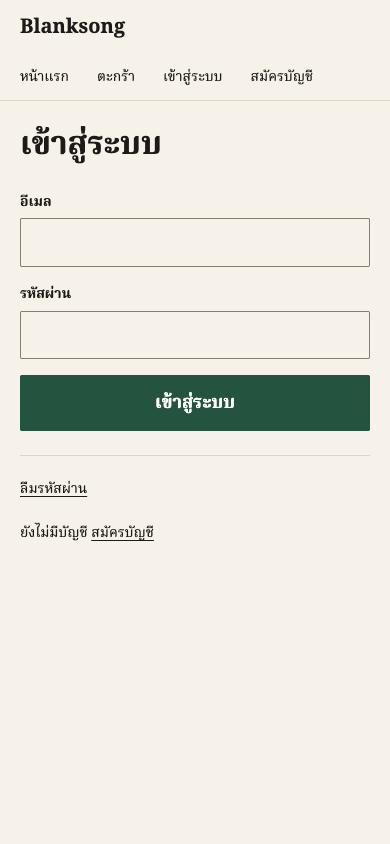 Blanksong
หน้าแรก ตะกร้า เข้าสู่ระบบ สมัครบัญชี
เข้าสู่ระบบ
อีเมล
รหัสผ่าน
เข้าสู่ระบบ
ลืมรหัสผ่าน
ยังไม่มีบัญชี สมัครบัญชี